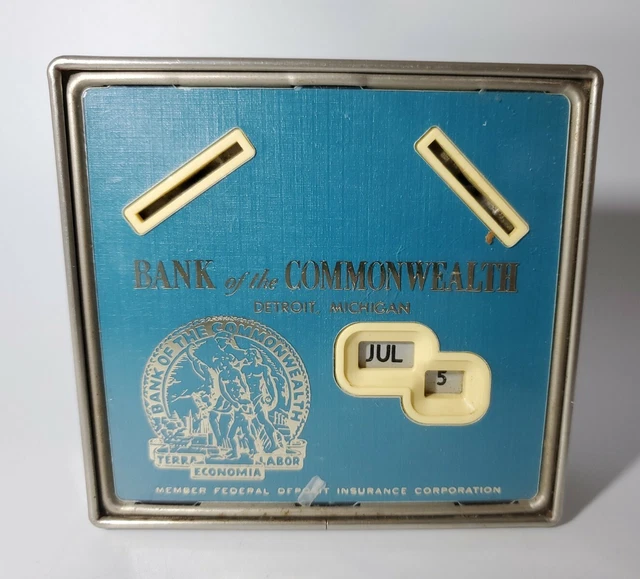 BANK of the COMMONWEALTH
DETROIT, MICHIGAN
JUL
5
BANK OF THE COMMONWEALTH
TERRA LABOR
ECONOMIA
MEMBER FEDERAL DEPOSIT INSURANCE CORPORATION